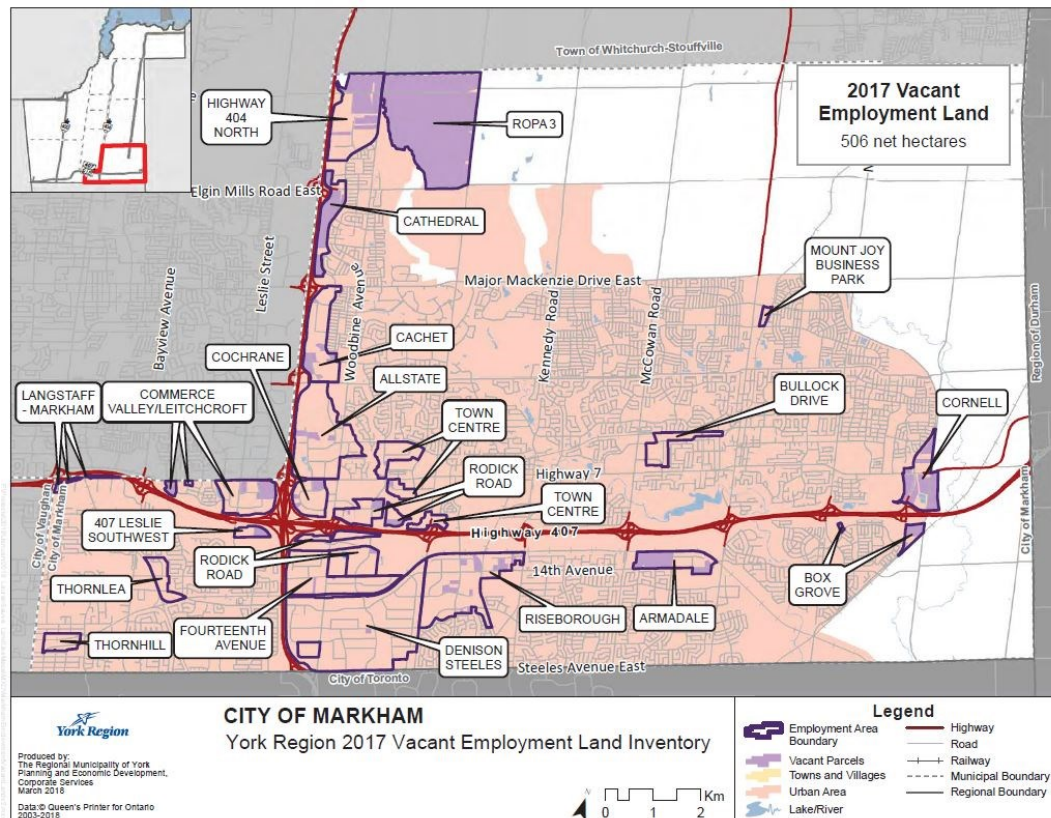 Town of Whitchurch-Stouffville
2017 Vacant
Employment Land
506 net hectares
HIGHWAY
404
NORTH
ROPA 3
Elgin Mills Road East
CATHEDRAL
Leslie Street
Bayview Avenue
Woodbine Avenue
Major Mackenzie Drive East
Kennedy Road
McCowan Road
MOUNT JOY
BUSINESS
PARK
Region of Durham
CACHET
COCHRANE
ALLSTATE
LANGSTAFF
- MARKHAM
COMMERCE
VALLEY/LEITCHCROFT
TOWN
CENTRE
BULLOCK
DRIVE
CORNELL
Highway 7
RODICK
ROAD
TOWN
CENTRE
City of Vaughan
City of Markham
407 LESLIE
SOUTHWEST
Highway 407
City of Markham
RODICK
ROAD
14th Avenue
THORNLEA
BOX
GROVE
FOURTEENTH
AVENUE
RISEBOROUGH
ARMADALE
THORNHILL
DENISON
STEELES
Steeles Avenue East
City of Toronto
York Region
Produced by:
The Regional Municipality of York
Planning and Economic Development,
Corporate Services
March 2018
Data:© Queen's Printer for Ontario
2003-2018
CITY OF MARKHAM
York Region 2017 Vacant Employment Land Inventory
N
0 1 2 Km
Legend
Employment Area
Boundary
Vacant Parcels
Towns and Villages
Urban Area
Lake/River
Highway
Road
Railway
Municipal Boundary
Regional Boundary